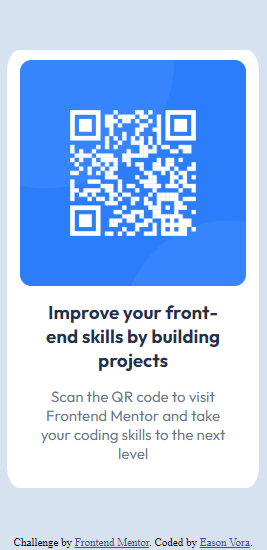 Improve your front-
end skills by building
projects
Scan the QR code to visit
Frontend Mentor and take
your coding skills to the next
level
Challenge by Frontend Mentor. Coded by Eason Vora.